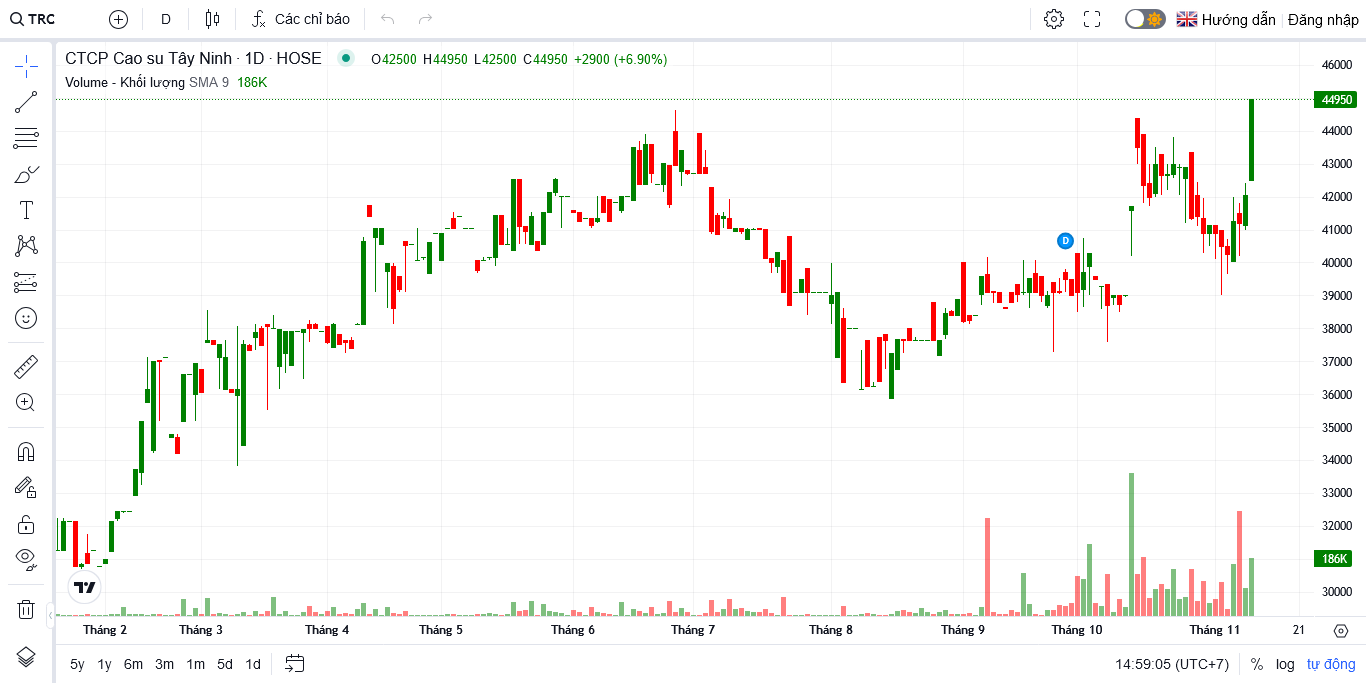 TRC D Các chỉ báo Hướng dẫn Đăng nhập
CTCP Cao su Tây Ninh · 1D · HOSE O42500 H44950 L42500 C44950 +2900 (+6.90%)
Volume - Khối lượng SMA 9 186K
46000
44950
44000
43000
42000
41000
D
40000
39000
38000
37000
36000
35000
34000
33000
32000
186K
30000
Tháng 2 Tháng 3 Tháng 4 Tháng 5 Tháng 6 Tháng 7 Tháng 8 Tháng 9 Tháng 10 Tháng 11 21
5y 1y 6m 3m 1m 5d 1d 14:59:05 (UTC+7) % log tự động